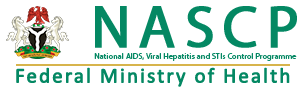 NASCP
National AIDS, Viral Hepatitis and STIs Control Programme
Federal Ministry of Health